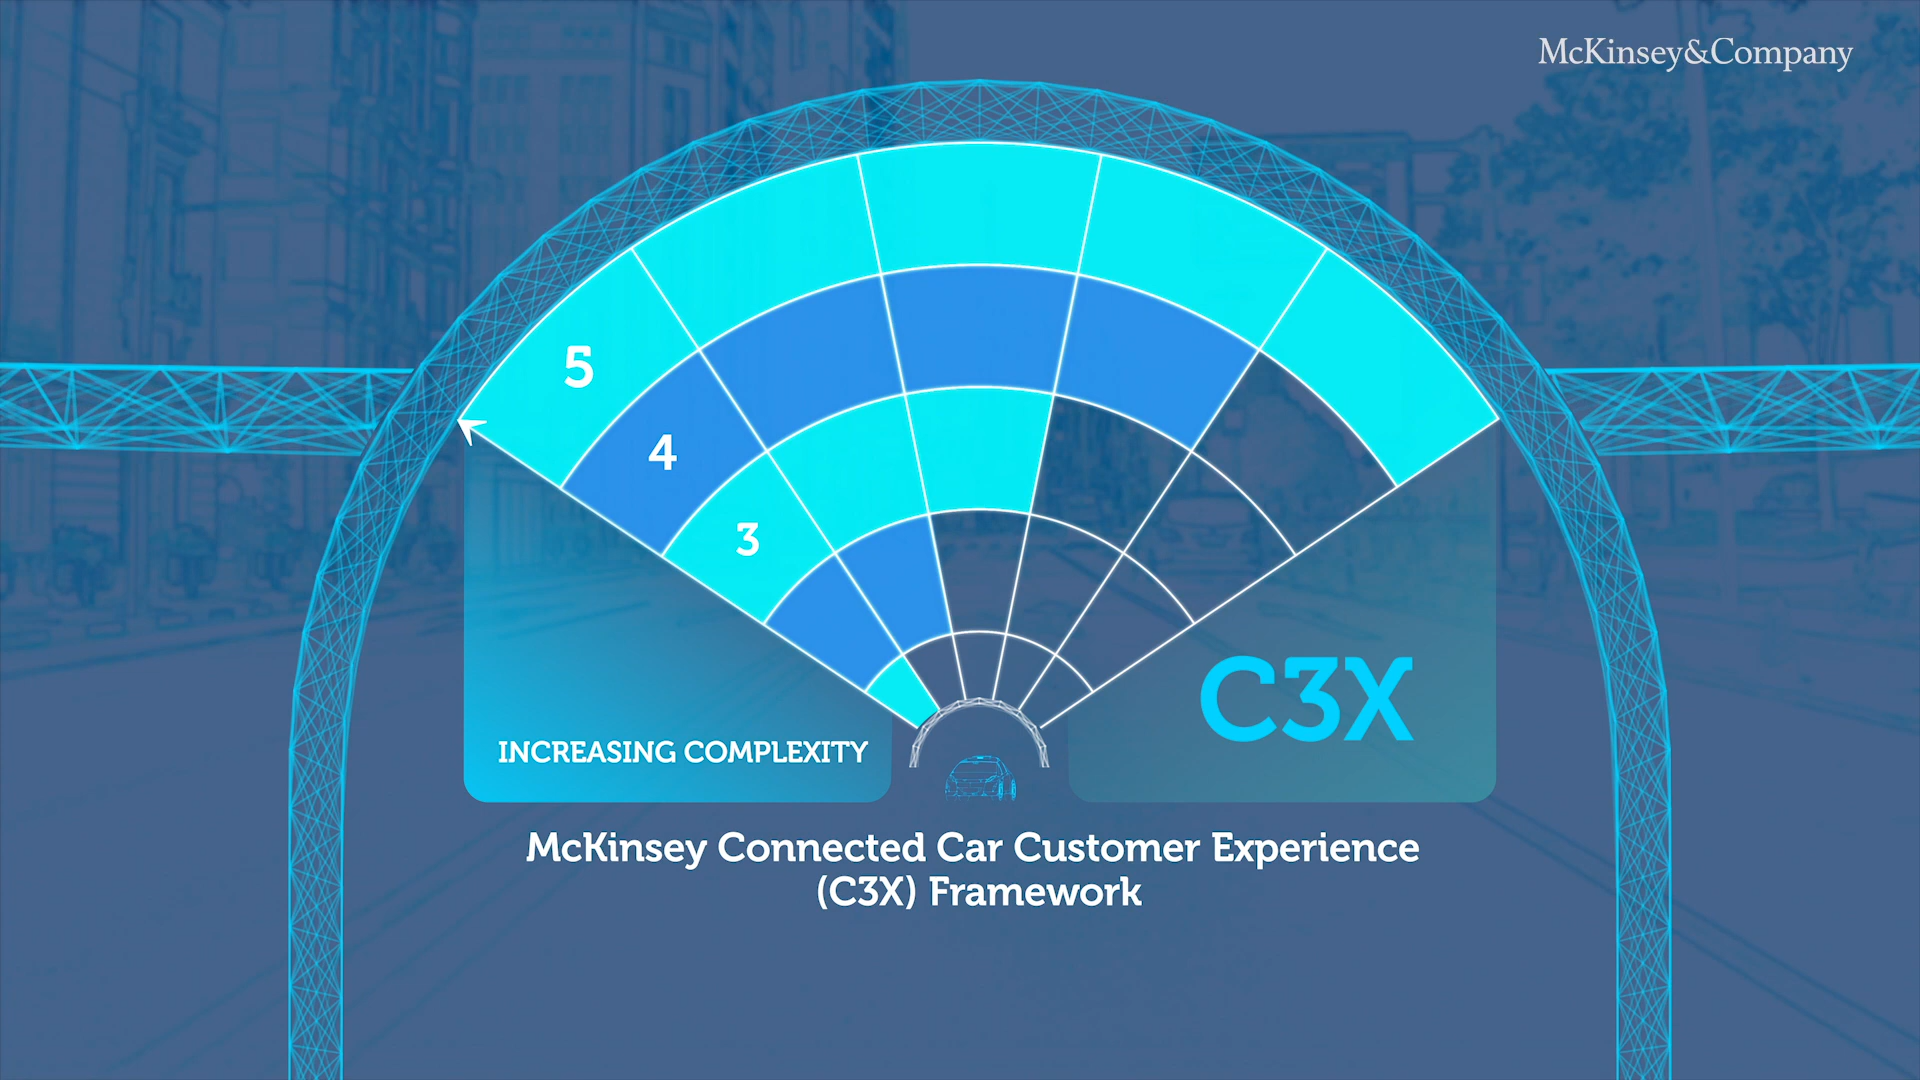 McKinsey&Company
5
4
3
INCREASING COMPLEXITY
C3X
McKinsey Connected Car Customer Experience
(C3X) Framework